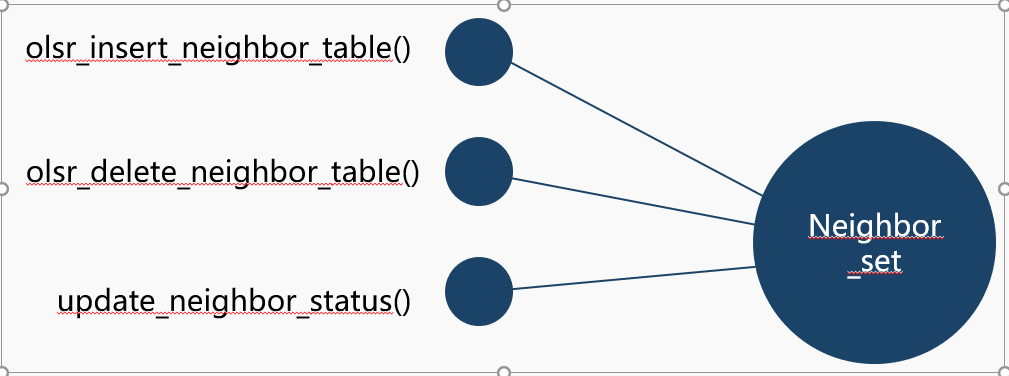 olsr_insert_neighbor_table()
olsr_delete_neighbor_table()
update_neighbor_status()
Neighbor
_set